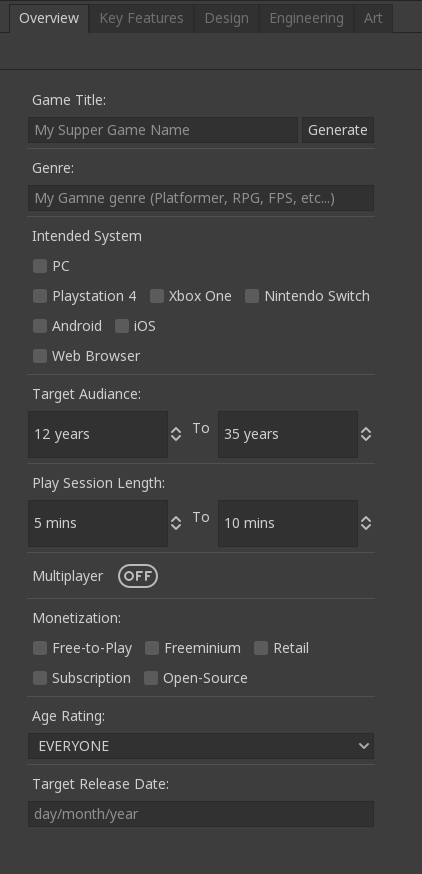 Overview Key Features Design Engineering Art
Game Title:
My Supper Game Name Generate
Genre:
My Gamne genre (Platformer, RPG, FPS, etc...)
Intended System
PC
Playstation 4 Xbox One Nintendo Switch
Android iOS
Web Browser
Target Audiance:
12 years To 35 years
Play Session Length:
5 mins To 10 mins
Multiplayer OFF
Monetization:
Free-to-Play Freeminium Retail
Subscription Open-Source
Age Rating:
EVERYONE
Target Release Date:
day/month/year